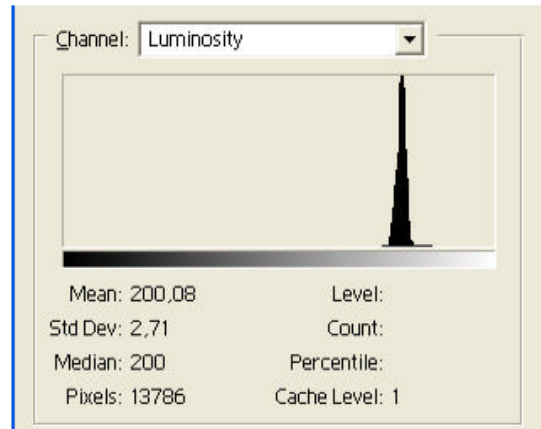 Channel: Luminosity
Mean: 200,08 Level:
Std Dev: 2,71 Count:
Median: 200 Percentile:
Pixels: 13786 Cache Level: 1